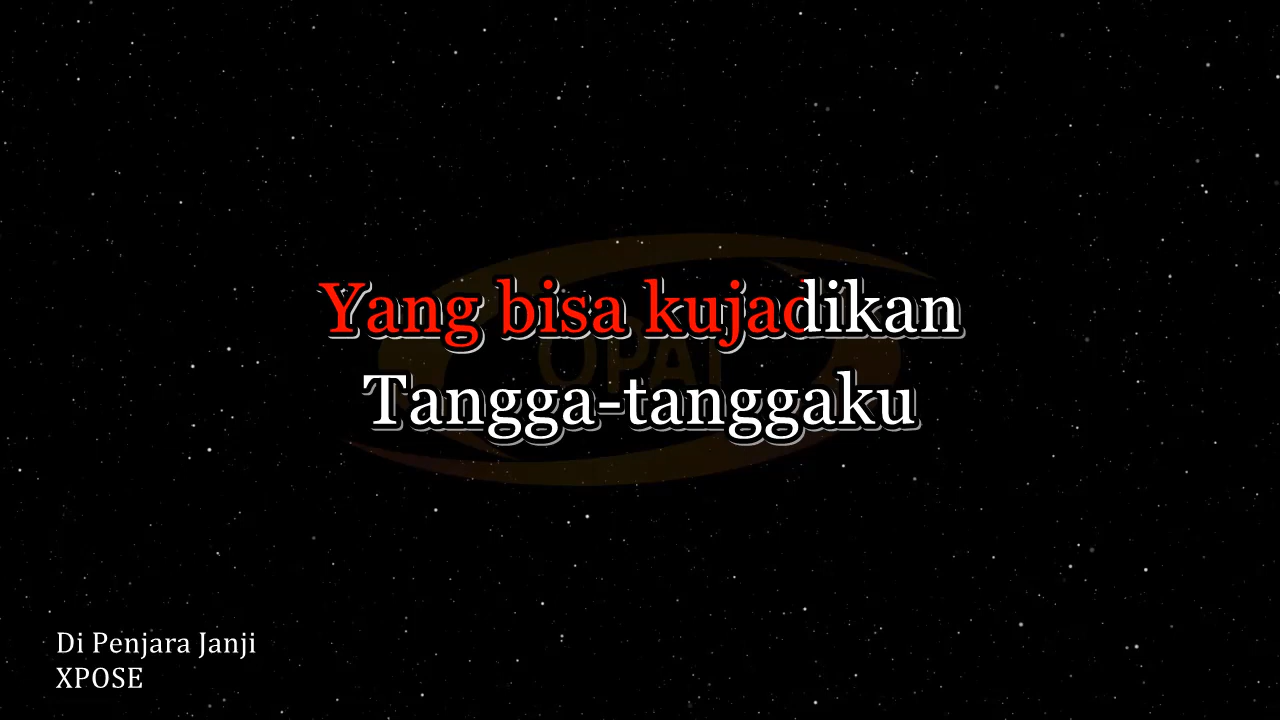 Yang bisa kujadikan
Tangga-tanggaku
Di Penjara Janji
XPOSE